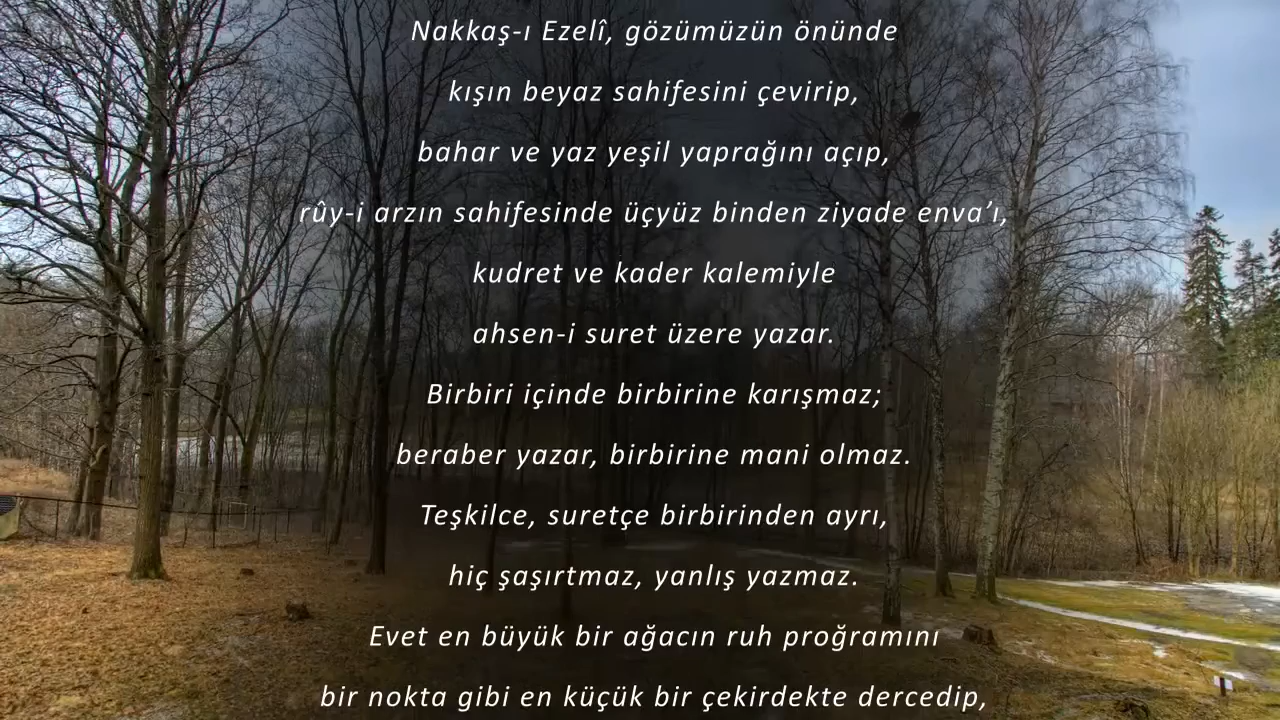 Nakkaş-ı Ezelî, gözümüzün önünde
kışın beyaz sahifesini çevirip,
bahar ve yaz yeşil yaprağını açıp,
rûy-i arzın sahifesinde üçyüz binden ziyade enva’ı,
kudret ve kader kalemiyle
ahsen-i suret üzere yazar.
Birbiri içinde birbirine karışmaz;
beraber yazar, birbirine mani olmaz.
Teşkilce, suretçe birbirinden ayrı,
hiç şaşırtmaz, yanlış yazmaz.
Evet en büyük bir ağacın ruh proğramını
bir nokta gibi en küçük bir çekirdekte dercedip,